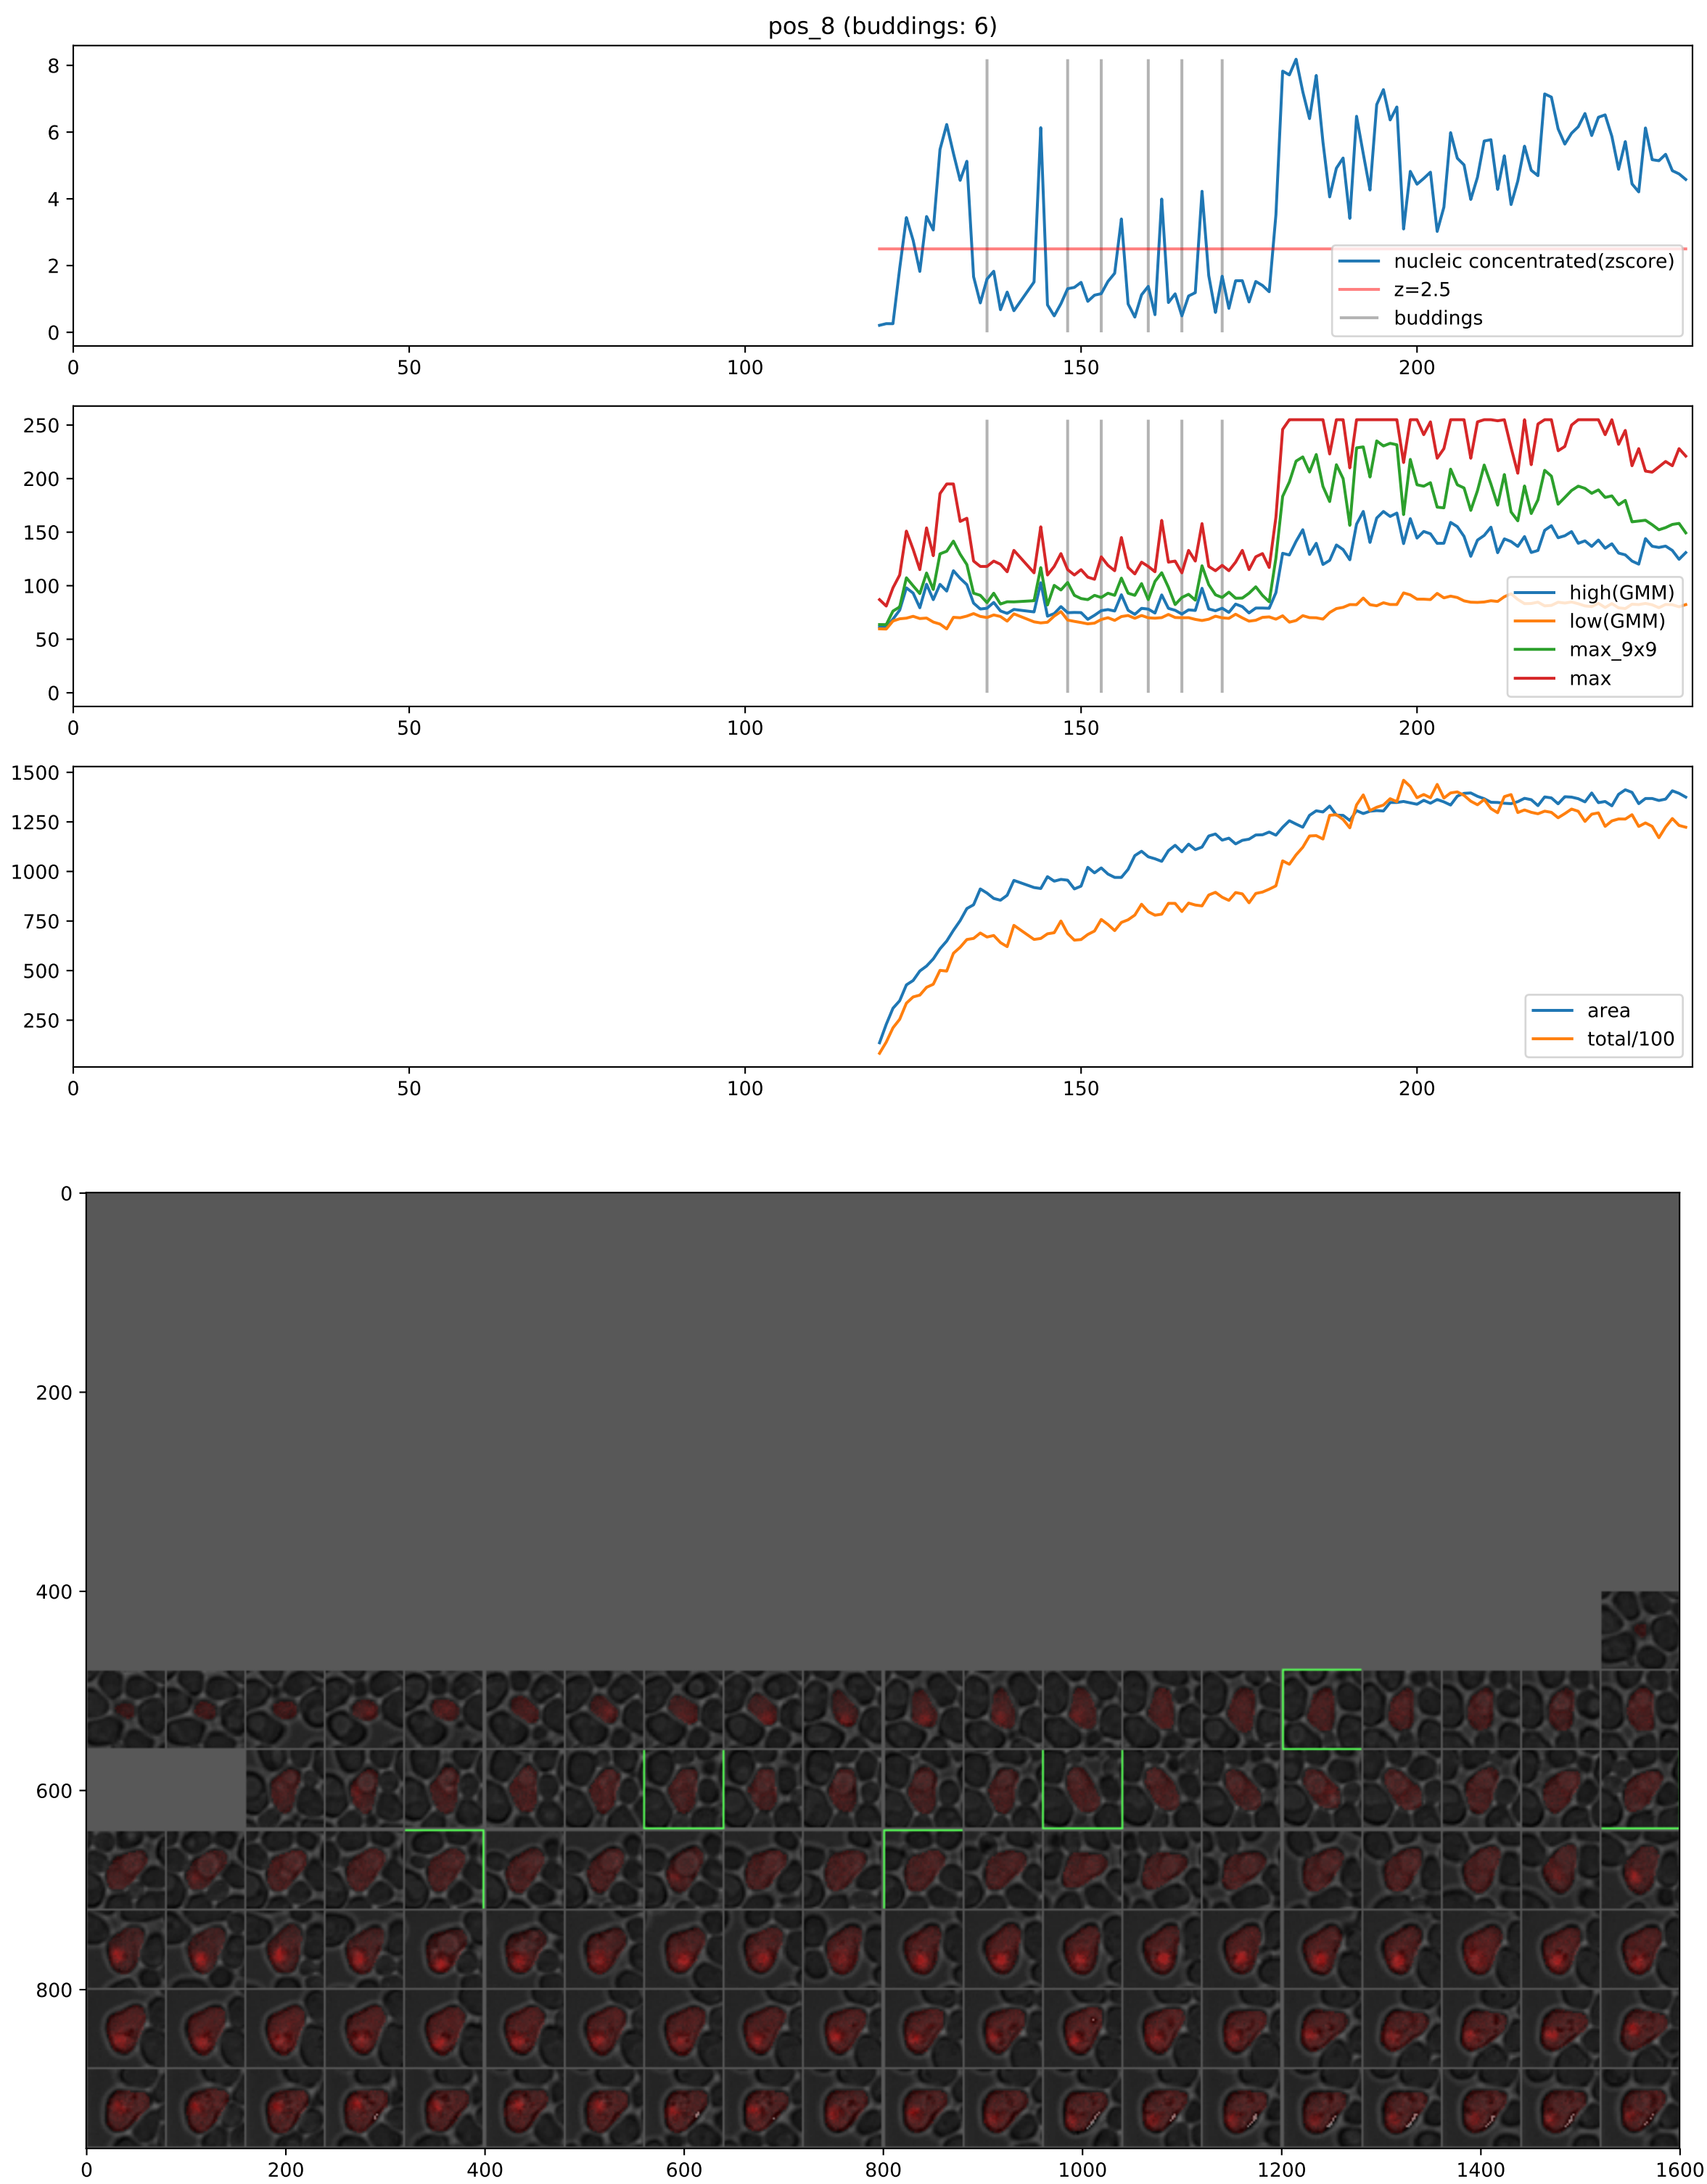 pos_8 (buddings: 6)
8
6
4
2
0
nucleic concentrated(zscore)
z=2.5
buddings
0 50 100 150 200
250
200
150
100
50
0
high(GMM)
low(GMM)
max_9x9
max
0 50 100 150 200
1500
1250
1000
750
500
250
area
total/100
0 50 100 150 200
0
200
400
600
800
0 200 400 600 800 1000 1200 1400 1600